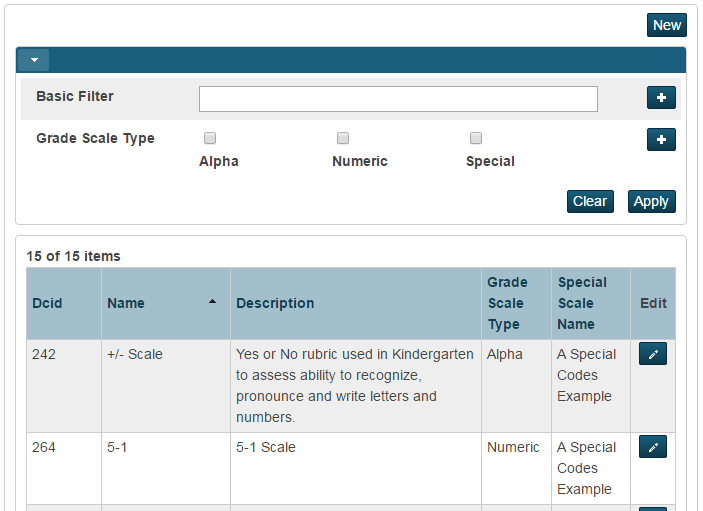 New
Basic Filter
Grade Scale Type
Alpha Numeric Special
Clear Apply
15 of 15 items
Dcid Name Description Grade Scale Type Special Scale Name Edit
242 +/- Scale Yes or No rubric used in Kindergarten Alpha A Special
to assess ability to recognize, Codes
pronounce and write letters and Example
numbers.
264 5-1 5-1 Scale Numeric A Special
Codes
Example